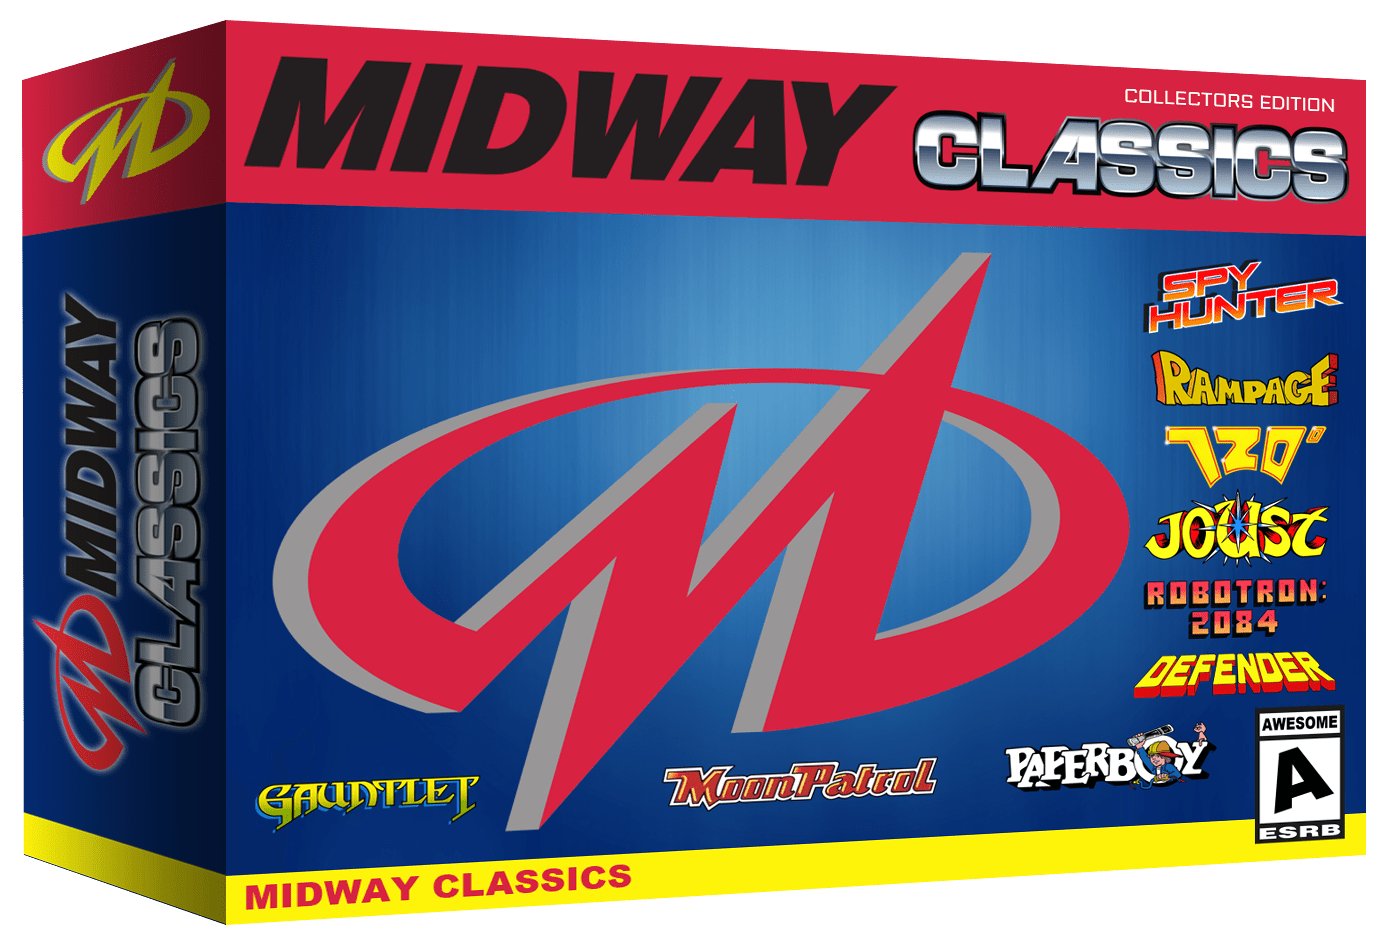 MIDWAY
COLLECTORS EDITION
CLASSICS
MIDWAY
CLASSICS
SPY
HUNTER
RAMPAGE
720°
JOUST
ROBOTRON:
2084
DEFENDER
GAUNTLET
MoonPatrol
PAPERBOY
AWESOME
A
ESRB
MIDWAY CLASSICS